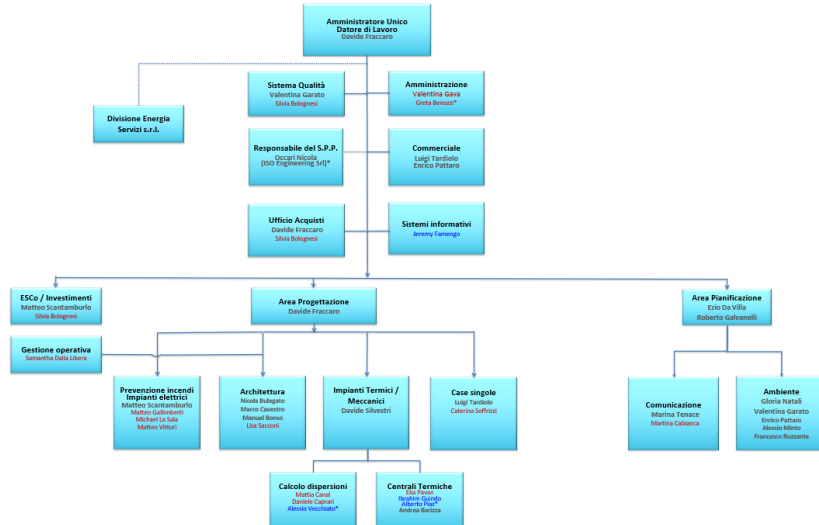 Amministratore Unico
Datore di Lavoro
Davide Fraccaro
Sistema Qualità
Valentina Garato
Silvia Bolognesi
Amministrazione
Valentina Gava
Greta Benozzi*
Divisione Energia
Servizi s.r.l.
Responsabile del S.P.P.
Occari Nicola
(ISO Engineering Srl)*
Commerciale
Luigi Tardiolo
Enrico Pattaro
Ufficio Acquisti
Davide Fraccaro
Silvia Bolognesi
Sistemi informativi
Jeremy Famengo
ESCo / Investimenti
Matteo Scantamburlo
Silvia Bolognesi
Area Progettazione
Davide Fraccaro
Area Pianificazione
Ezio Da Villa
Roberto Galvanelli
Gestione operativa
Samantha Dalla Libera
Prevenzione incendi
Impianti elettrici
Matteo Scantamburlo
Matteo Gallimberti
Michael La Sala
Matteo Vitturi
Architettura
Nicola Bulegato
Marco Cavestro
Manuel Bonso
Lisa Sacconi
Impianti Termici /
Meccanici
Davide Silvestri
Case singole
Luigi Tardiolo
Caterina Soffrizzi
Comunicazione
Marina Tenace
Martina Cabianca
Ambiente
Gloria Natali
Valentina Garato
Enrico Pattaro
Alessio Minto
Francesco Ruzzante
Calcolo dispersioni
Mattia Canal
Daniele Caprari
Alessio Vecchiato*
Centrali Termiche
Elia Pavan
Ibrahim Guindo
Alberto Piaz*
Andrea Barizza